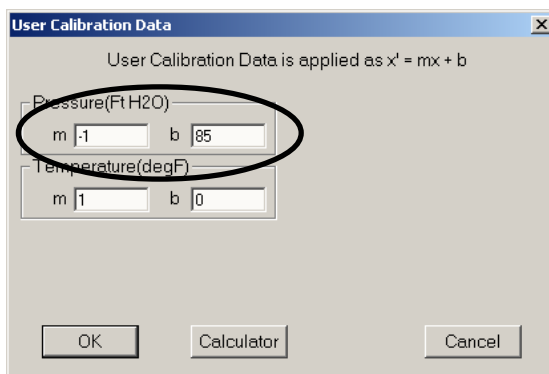 User Calibration Data
User Calibration Data is applied as x' = mx + b
Pressure(Ft H2O)
m -1 b 85
Temperature(degF)
m 1 b 0
OK Calculator Cancel